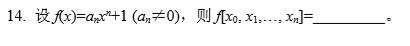 14. 设 f(x)=aₙxⁿ+1 (aₙ≠0)，则 f[x₀, x₁,…, xₙ]=________。